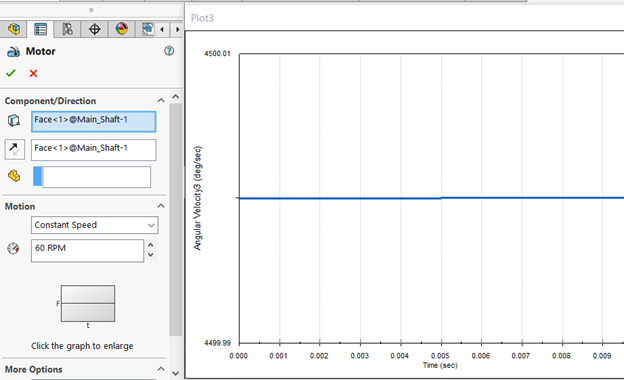 Plot3
Motor
Component/Direction
Face<1>@Main_Shaft-1
Face<1>@Main_Shaft-1
Motion
Constant Speed
60 RPM
F
t
Click the graph to enlarge
More Options
4500.01
Angular Velocity3 (deg/sec)
4499.99
0.000 0.001 0.002 0.003 0.004 0.005 0.006 0.007 0.008 0.009
Time (sec)